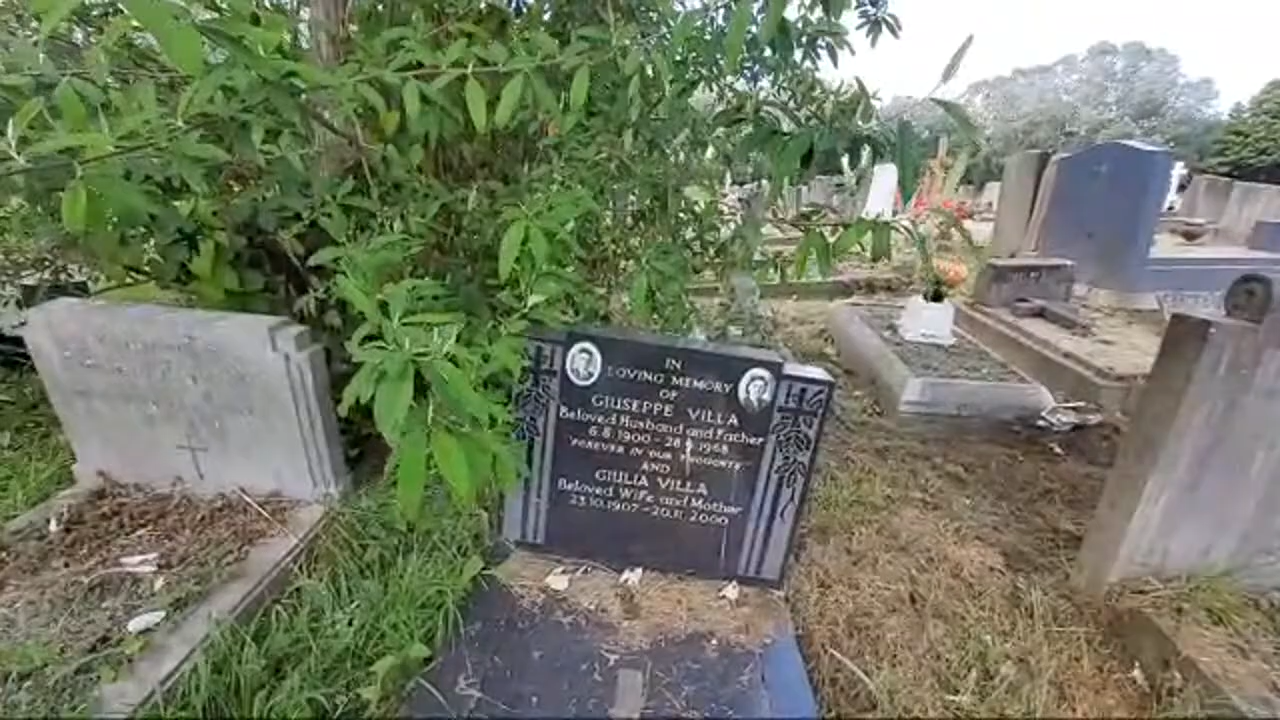 IN
LOVING MEMORY
OF
GIUSEPPE VILLA
Beloved Husband and Father
6.8.1900 - 28.5.1968
"FOREVER IN OUR THOUGHTS"
AND
GIULIA VILLA
Beloved Wife and Mother
23.10.1907 - 20.11.2000